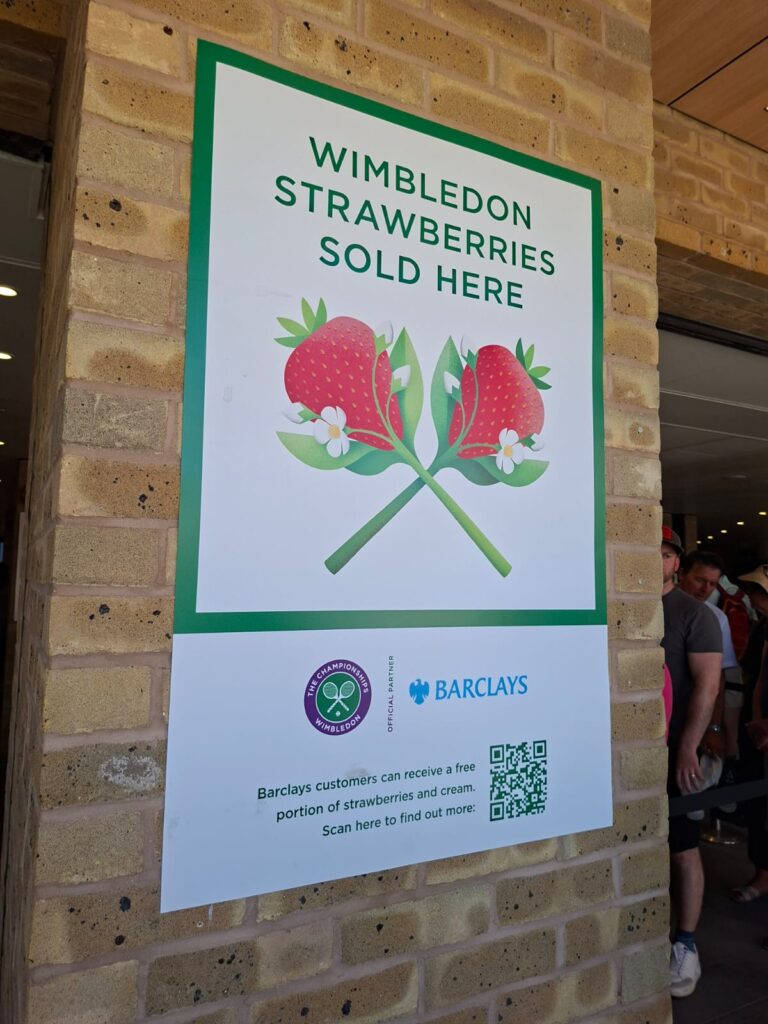 WIMBLEDON
STRAWBERRIES
SOLD HERE
THE CHAMPIONSHIPS
WIMBLEDON
OFFICIAL PARTNER
BARCLAYS
Barclays customers can receive a free
portion of strawberries and cream.
Scan here to find out more: